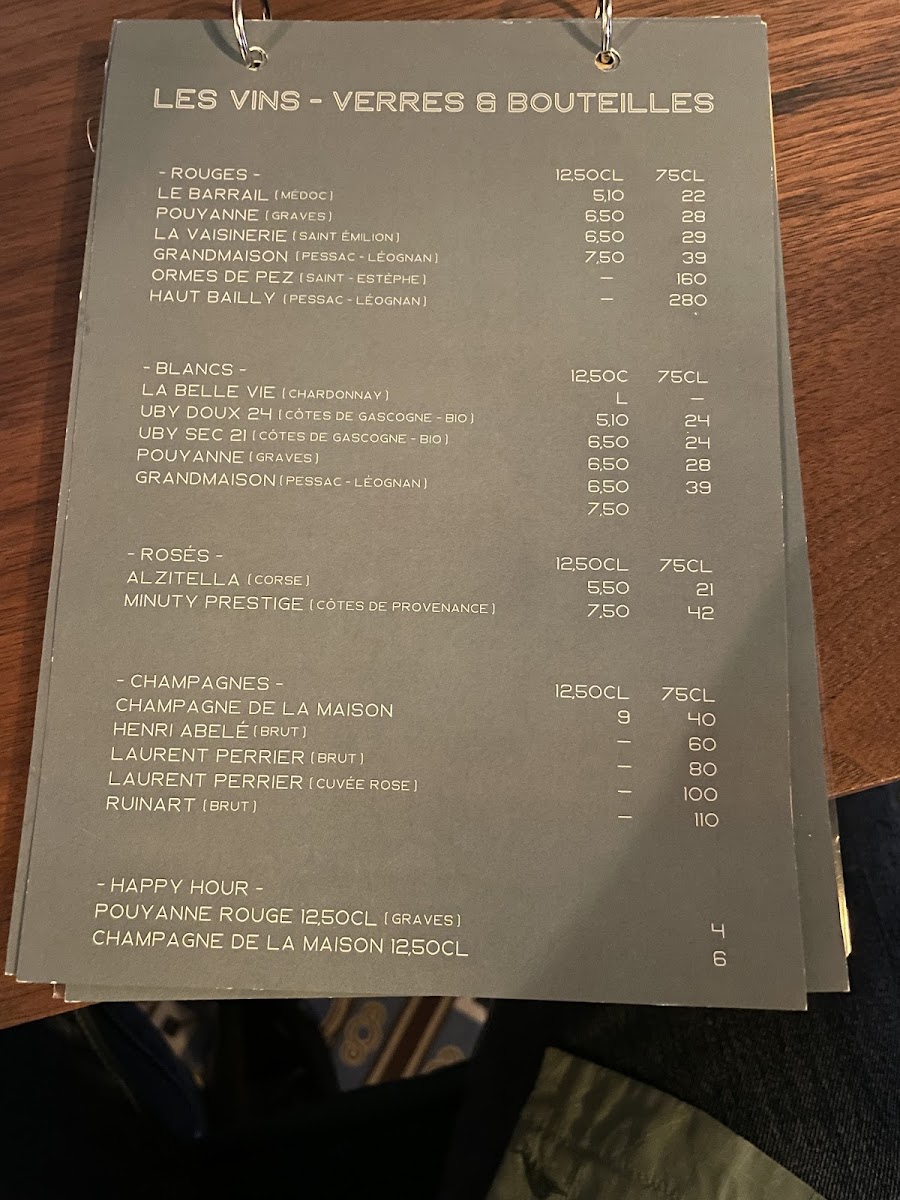 LES VINS - VERRES & BOUTEILLES
- ROUGES - 12,50CL 75CL
LE BARRAIL (MÉDOC) 5,10 22
POUYANNE (GRAVES) 6,50 28
LA VAISINERIE (SAINT ÉMILION) 6,50 29
GRANDMAISON (PESSAC - LÉOGNAN) 7,50 39
ORMES DE PEZ (SAINT - ESTÈPHE) - 160
HAUT BAILLY (PESSAC - LÉOGNAN) - 280
- BLANCS - 12,50C 75CL
LA BELLE VIE (CHARDONNAY) L -
UBY DOUX 24 (CÔTES DE GASCOGNE - BIO) 5,10 24
UBY SEC 21 (CÔTES DE GASCOGNE - BIO) 6,50 24
POUYANNE (GRAVES) 6,50 28
GRANDMAISON (PESSAC - LÉOGNAN) 6,50 39
7,50
- ROSÉS - 12,50CL 75CL
ALZITELLA (CORSE) 5,50 21
MINUTY PRESTIGE (CÔTES DE PROVENANCE) 7,50 42
- CHAMPAGNES - 12,50CL 75CL
CHAMPAGNE DE LA MAISON 9 40
HENRI ABELÉ (BRUT) - 60
LAURENT PERRIER (BRUT) - 80
LAURENT PERRIER (CUVÉE ROSE) - 100
RUINART (BRUT) - 110
- HAPPY HOUR -
POUYANNE ROUGE 12,50CL (GRAVES) 4
CHAMPAGNE DE LA MAISON 12,50CL 6